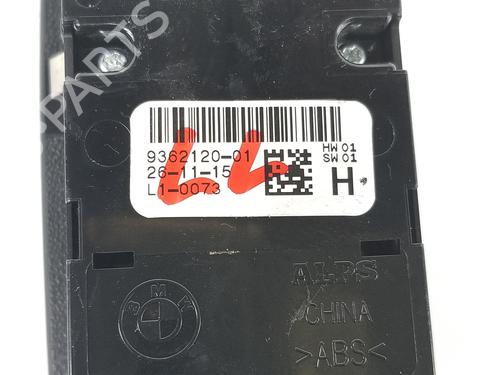 PARTS
9362120-01
26-11-15
L1-0073
HW 01
SW 01
H
LL
BMW
ALPS
CHINA
>ABS<